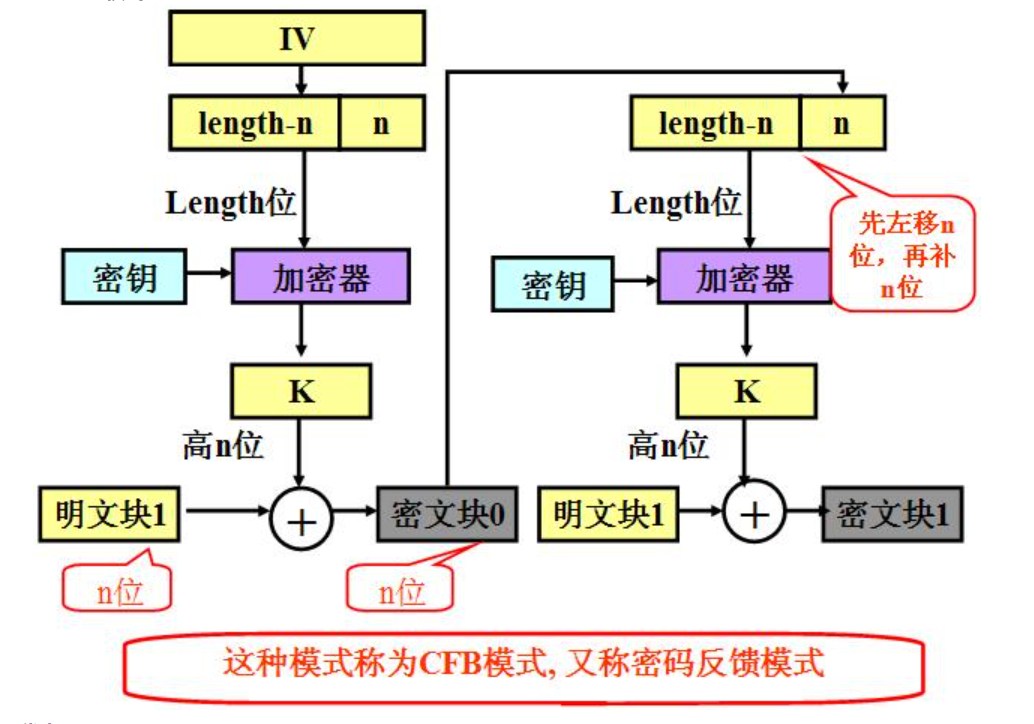 IV
length-n n
length-n n
Length位
Length位
先左移n
位，再补
n位
密钥
加密器
密钥
加密器
K
K
高n位
高n位
明文块1
+
密文块0
明文块1
+
密文块1
n位
n位
这种模式称为CFB模式, 又称密码反馈模式